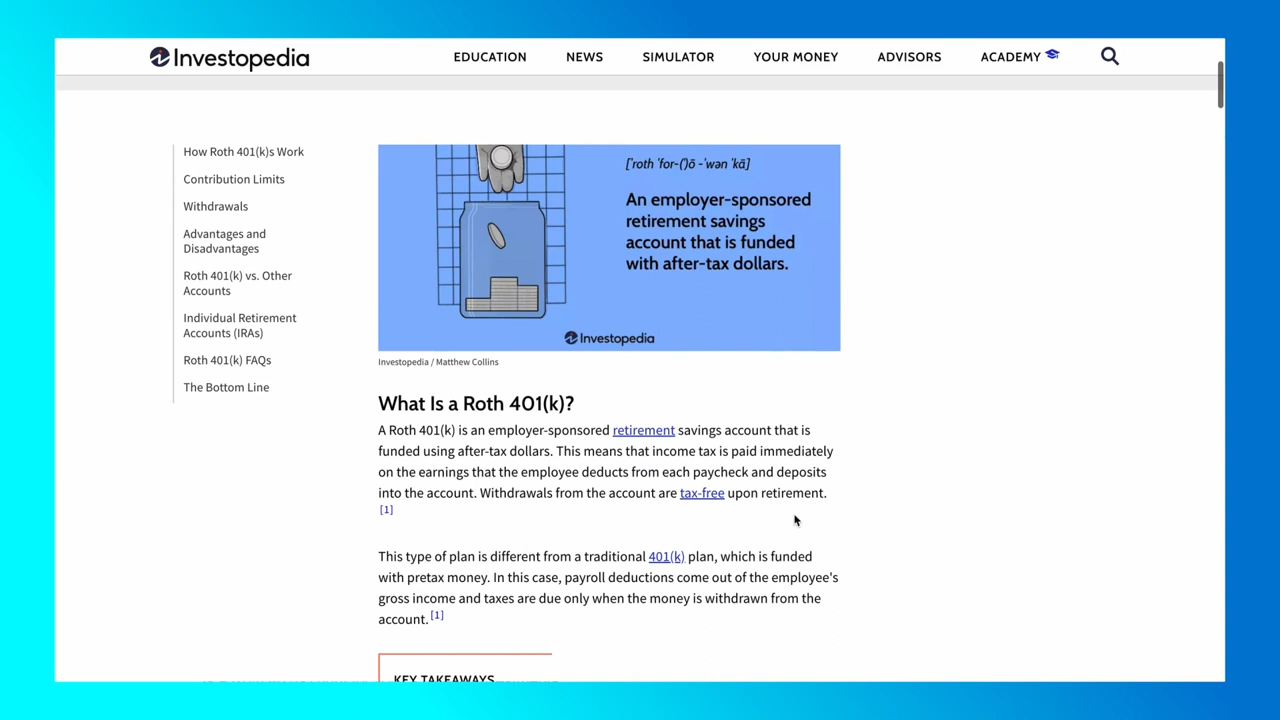 Investopedia
EDUCATION NEWS SIMULATOR YOUR MONEY ADVISORS ACADEMY
How Roth 401(k)s Work
Contribution Limits
Withdrawals
Advantages and
Disadvantages
Roth 401(k) vs. Other
Accounts
Individual Retirement
Accounts (IRAs)
Roth 401(k) FAQs
The Bottom Line
['roth 'for-(')ō -'wən 'kā]
An employer-sponsored
retirement savings
account that is funded
with after-tax dollars.
Investopedia
Investopedia / Matthew Collins
What Is a Roth 401(k)?
A Roth 401(k) is an employer-sponsored retirement savings account that is
funded using after-tax dollars. This means that income tax is paid immediately
on the earnings that the employee deducts from each paycheck and deposits
into the account. Withdrawals from the account are tax-free upon retirement.
[1]
This type of plan is different from a traditional 401(k) plan, which is funded
with pretax money. In this case, payroll deductions come out of the employee's
gross income and taxes are due only when the money is withdrawn from the
account. [1]
KEY TAKEAWAYS